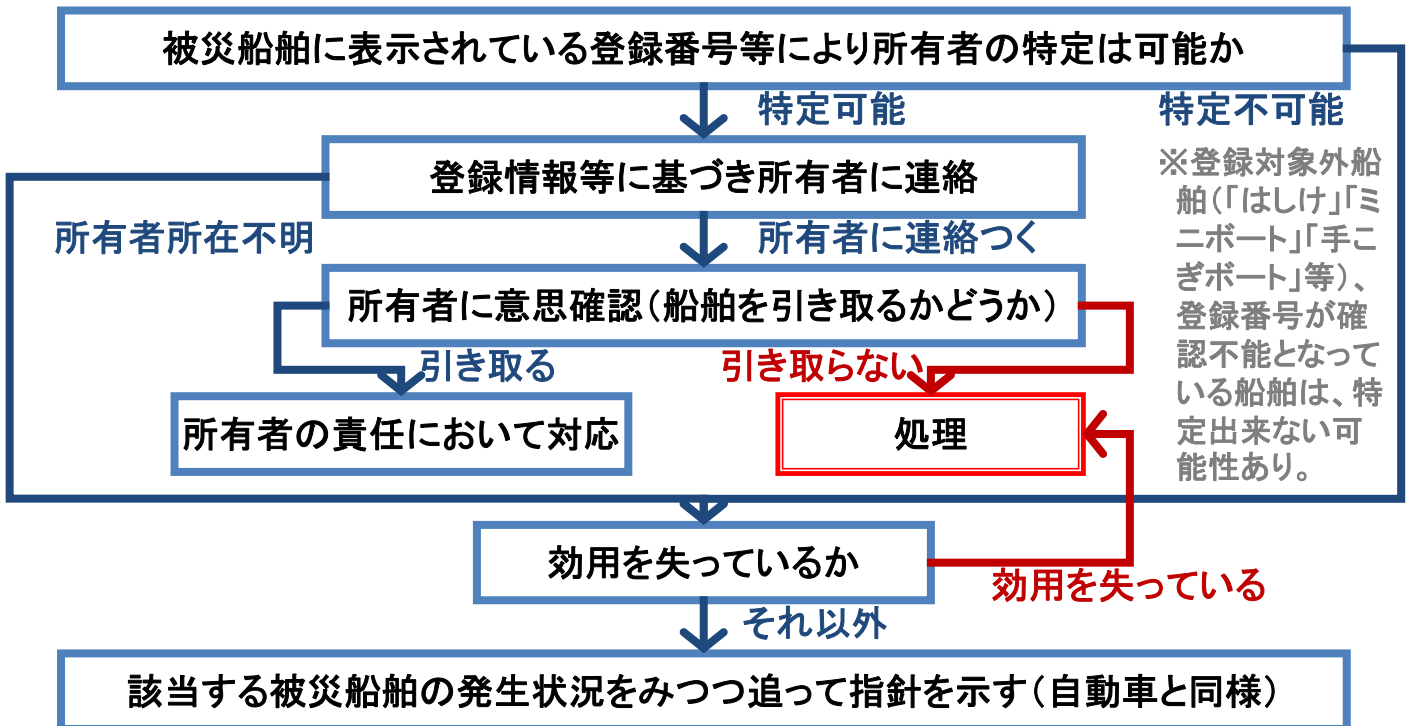 被災船舶に表示されている登録番号等により所有者の特定は可能か
特定可能
特定不可能
※登録対象外船
舶(「はしけ」「ミ
ニボート」「手こ
ぎボート」等)、
登録番号が確
認不能となって
いる船舶は、特
定出来ない可
能性あり。
登録情報等に基づき所有者に連絡
所有者所在不明
所有者に連絡つく
所有者に意思確認(船舶を引き取るかどうか)
引き取る
引き取らない
所有者の責任において対応
処理
効用を失っているか
効用を失っている
それ以外
該当する被災船舶の発生状況をみつつ追って指針を示す(自動車と同様)